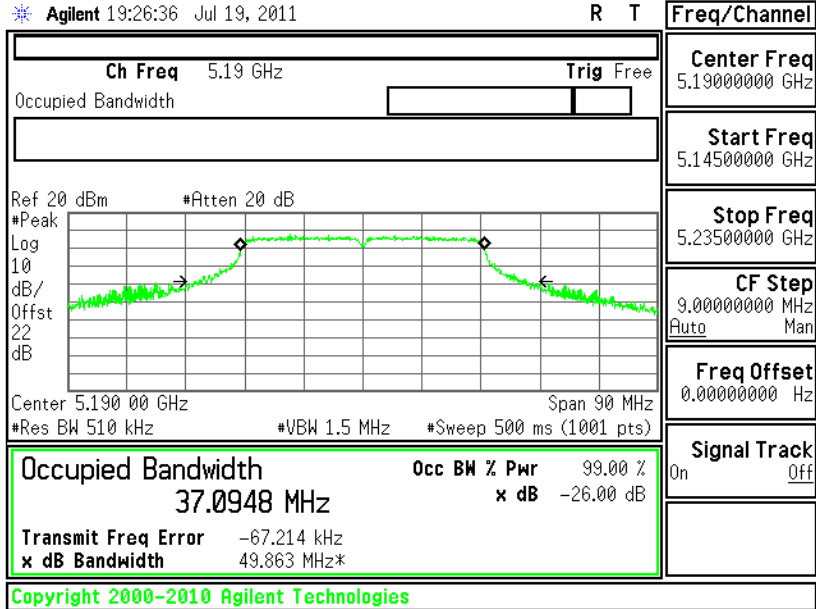 Agilent 19:26:36 Jul 19, 2011 R T Freq/Channel
Ch Freq 5.19 GHz Trig Free
Occupied Bandwidth
Center Freq
5.19000000 GHz
Start Freq
5.14500000 GHz
Stop Freq
5.23500000 GHz
CF Step
9.00000000 MHz
Auto Man
Freq Offset
0.00000000 Hz
Signal Track
On Off
Ref 20 dBm #Atten 20 dB
#Peak
Log
10
dB/
Offst
22
dB
Center 5.190 00 GHz Span 90 MHz
#Res BW 510 kHz #VBW 1.5 MHz #Sweep 500 ms (1001 pts)
Occupied Bandwidth Occ BW % Pwr 99.00 %
37.0948 MHz x dB -26.00 dB
Transmit Freq Error -67.214 kHz
x dB Bandwidth 49.863 MHz*
Copyright 2000-2010 Agilent Technologies